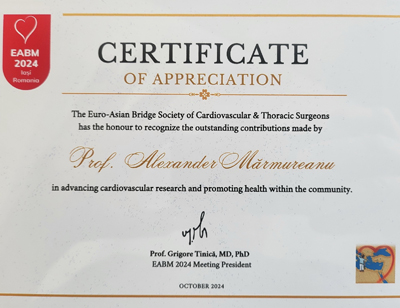 EABM
2024
Iași
Romania
CERTIFICATE
OF APPRECIATION
The Euro-Asian Bridge Society of Cardiovascular & Thoracic Surgeons
has the honour to recognize the outstanding contributions made by
Prof. Alexander Mărmureanu
in advancing cardiovascular research and promoting health within the community.
Prof. Grigore Tinică, MD, PhD
EABM 2024 Meeting President
OCTOBER 2024